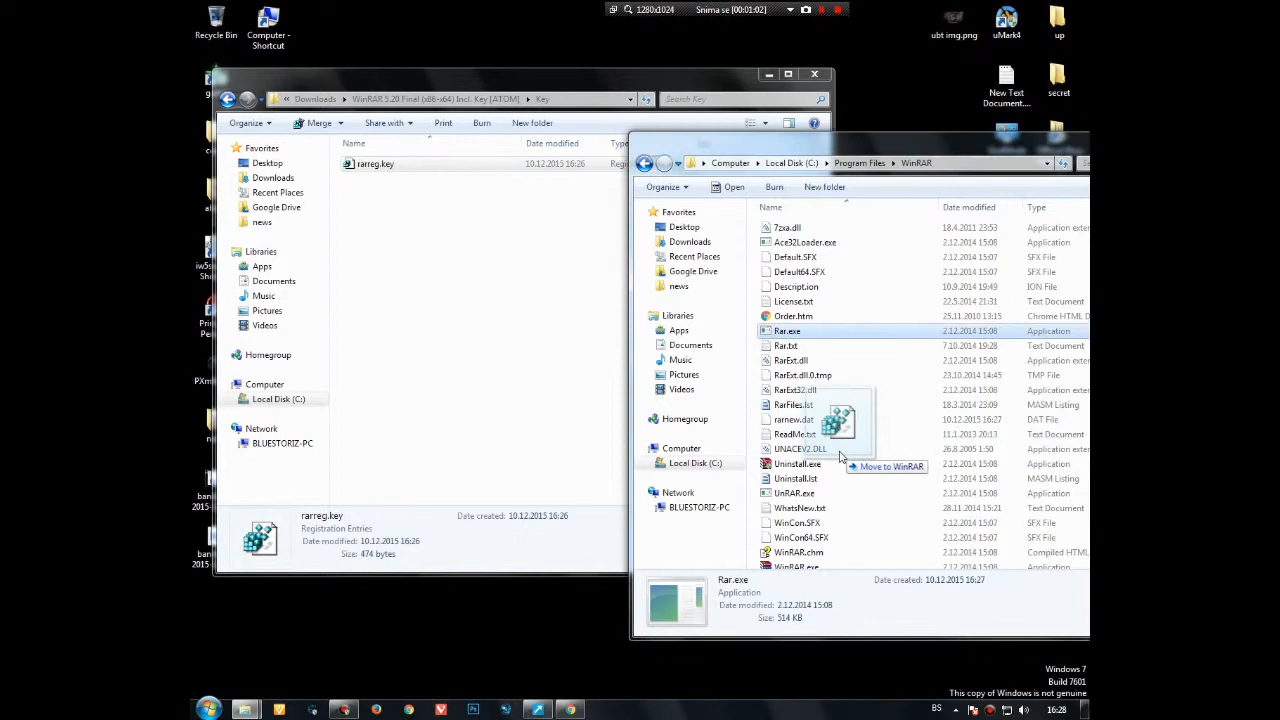 1280x1024
Snima se [00:01:02]
Recycle Bin
Computer - Shortcut
ubt img.png
uMark4
up
New Text Document....
secret
Downloads
WinRAR 5.20 Final (x86-x64) Incl. Key [ATOM]
Key
Search Key
Organize
Merge
Share with
Print
Burn
New folder
Favorites
Desktop
Downloads
Recent Places
Google Drive
news
Libraries
Apps
Documents
Music
Pictures
Videos
Homegroup
Computer
Local Disk (C:)
Network
BLUESTORIZ-PC
Name
Date modified
Type
rarreg.key
10.12.2015 16:26
Regis
rarreg.key
Date created: 10.12.2015 16:26
Registration Entries
Date modified: 10.12.2015 16:26
Size: 474 bytes
Computer
Local Disk (C:)
Program Files
WinRAR
Organize
Open
Burn
New folder
Favorites
Desktop
Downloads
Recent Places
Google Drive
news
Libraries
Apps
Documents
Music
Pictures
Videos
Homegroup
Computer
Local Disk (C:)
Network
BLUESTORIZ-PC
Name Date modified Type
7zxa.dll 18.4.2011 23:53 Application exten
Ace32Loader.exe 2.12.2014 15:08 Application
Default.SFX 2.12.2014 15:07 SFX File
Default64.SFX 2.12.2014 15:07 SFX File
Descript.ion 10.9.2014 16:49 ION File
License.txt 22.5.2014 21:31 Text Document
Order.htm 25.11.2010 13:15 Chrome HTML D
Rar.exe 2.12.2014 15:08 Application
Rar.txt 7.10.2014 19:28 Text Document
RarExt.dll 2.12.2014 15:08 Application exten
RarExt.dll.0.tmp 23.10.2014 14:45 TMP File
RarExt32.dll 2.12.2014 15:08 Application exten
RarFiles.lst 18.3.2014 23:09 MASM Listing
rarnew.dat 10.12.2015 16:27 DAT File
ReadMe.txt 11.1.2013 20:13 Text Document
UNACEV2.DLL 26.8.2005 1:50 Application exten
Move to WinRAR
Uninstall.exe 2.12.2014 15:08 Application
Uninstall.lst 2.12.2014 15:08 MASM Listing
UnRAR.exe 2.12.2014 15:08 Application
WhatsNew.txt 28.11.2014 15:21 Text Document
WinCon.SFX 2.12.2014 15:07 SFX File
WinCon64.SFX 2.12.2014 15:07 SFX File
WinRAR.chm 2.12.2014 15:08 Compiled HTML
WinRAR.exe 2.12.2014 15:08 Application
Rar.exe
Date created: 10.12.2015 16:27
Application
Date modified: 2.12.2014 15:08
Size: 514 KB
Windows 7
Build 7601
This copy of Windows is not genuine
BS
16:28